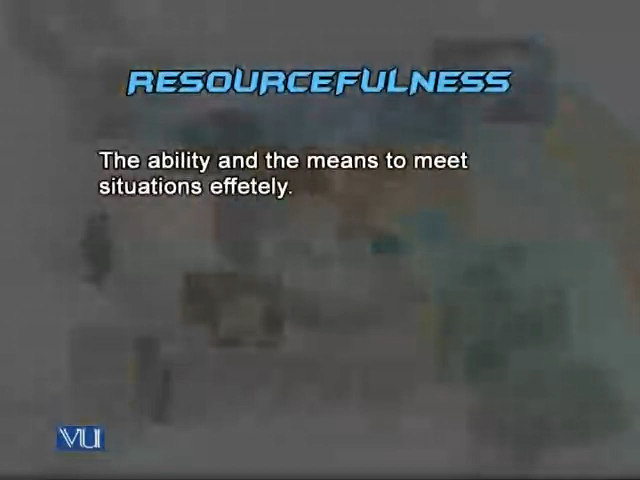 RESOURCEFULNESS
The ability and the means to meet
situations effetely.
VU